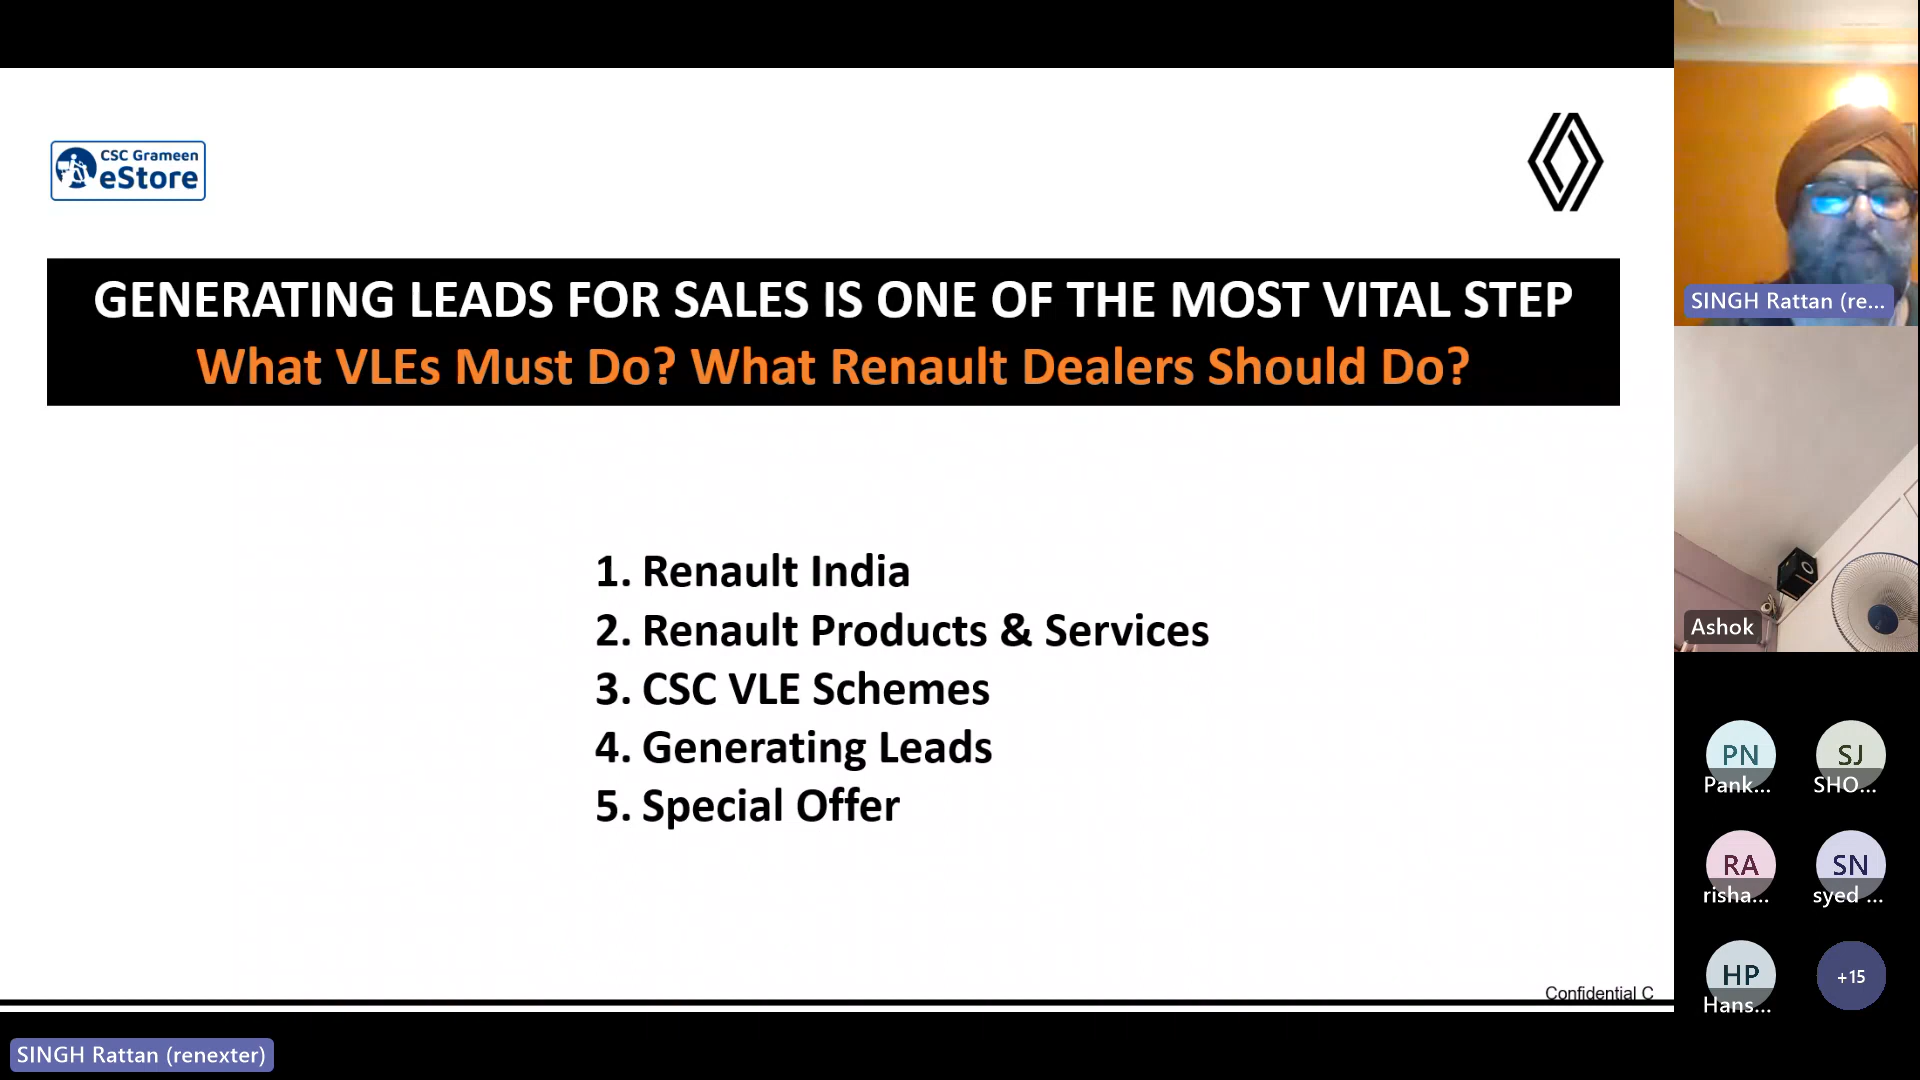 CSC Grameen
eStore
GENERATING LEADS FOR SALES IS ONE OF THE MOST VITAL STEP
What VLEs Must Do? What Renault Dealers Should Do?
1. Renault India
2. Renault Products & Services
3. CSC VLE Schemes
4. Generating Leads
5. Special Offer
Confidential C
SINGH Rattan (renexter)
SINGH Rattan (re...
Ashok
PN
Pank...
SJ
SHO...
RA
risha...
SN
syed ...
HP
Hans...
+15